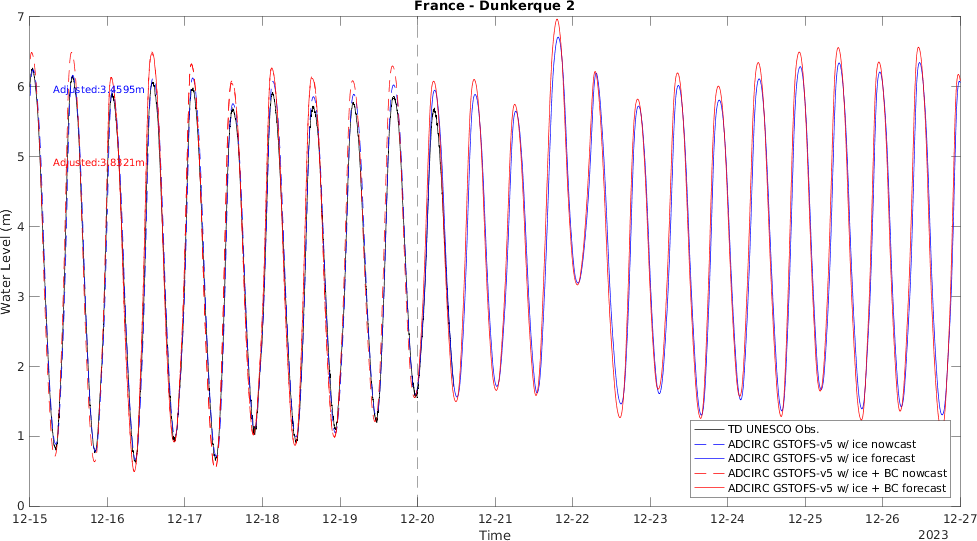 France - Dunkerque 2
Water Level (m)
7
6
5
4
3
2
1
0
Adjusted:3.4595m
Adjusted:3.8321m
TD UNESCO Obs.
ADCIRC GSTOFS-v5 w/ ice nowcast
ADCIRC GSTOFS-v5 w/ ice forecast
ADCIRC GSTOFS-v5 w/ ice + BC nowcast
ADCIRC GSTOFS-v5 w/ ice + BC forecast
12-15 12-16 12-17 12-18 12-19 12-20 12-21 12-22 12-23 12-24 12-25 12-26 12-27
Time
2023